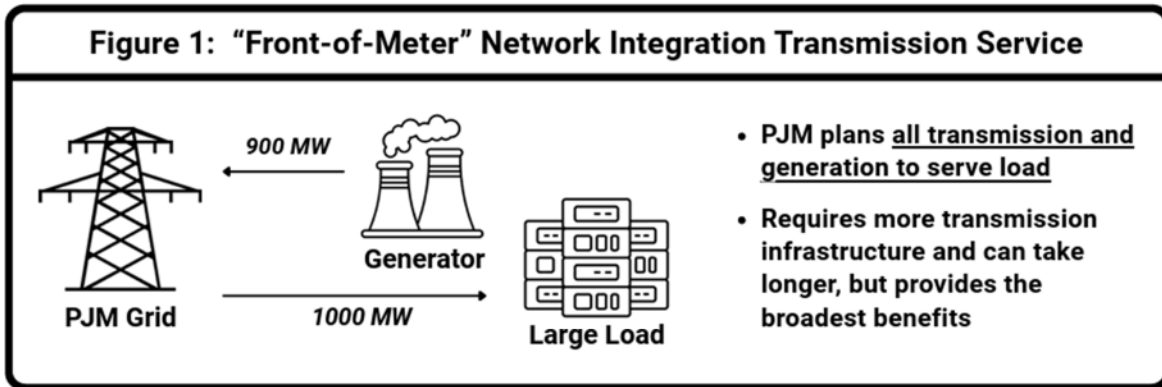 Figure 1: “Front-of-Meter” Network Integration Transmission Service
900 MW
Generator
PJM Grid
1000 MW
Large Load
• PJM plans all transmission and
generation to serve load
• Requires more transmission
infrastructure and can take
longer, but provides the
broadest benefits